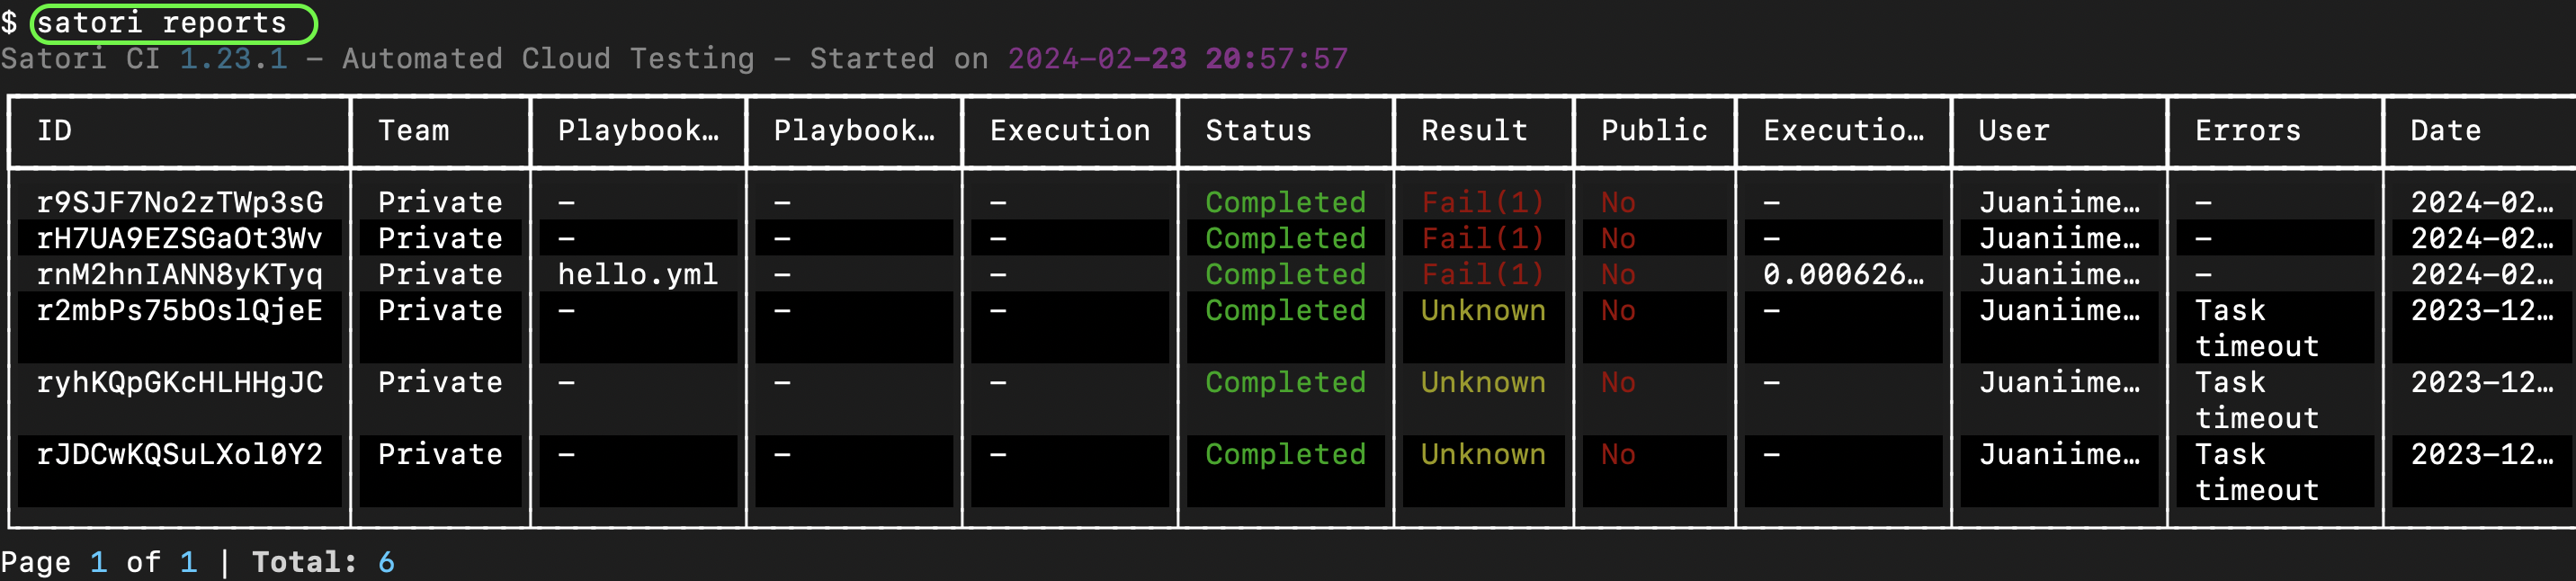 $ satori reports
Satori CI 1.23.1 – Automated Cloud Testing – Started on 2024–02–23 20:57:57
ID Team Playbook… Playbook… Execution Status Result Public Executio… User Errors Date
r9SJF7No2zTWp3sG Private – – – Completed Fail(1) No – Juaniime… – 2024–02…
rH7UA9EZSGaOt3Wv Private – – – Completed Fail(1) No – Juaniime… – 2024–02…
rnM2hnIANN8yKTyq Private hello.yml – – Completed Fail(1) No 0.000626… Juaniime… – 2024–02…
r2mbPs75bOslQjeE Private – – – Completed Unknown No – Juaniime… Task 2023–12…
timeout
ryhKQpGKcHLHHgJC Private – – – Completed Unknown No – Juaniime… Task 2023–12…
timeout
rJDCwKQSuLXol0Y2 Private – – – Completed Unknown No – Juaniime… Task 2023–12…
timeout
Page 1 of 1 | Total: 6